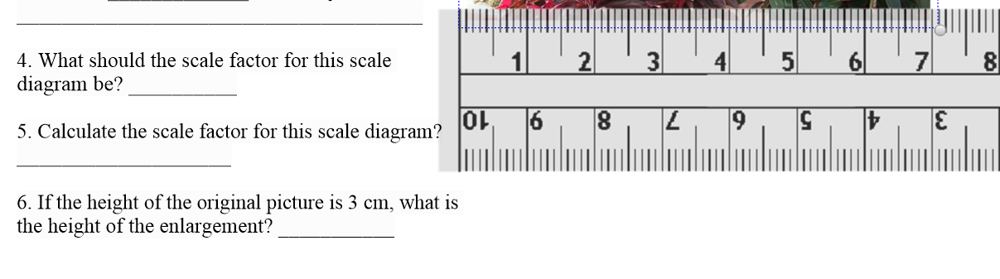 4. What should the scale factor for this scale
diagram be? __________
5. Calculate the scale factor for this scale diagram?
____________________
6. If the height of the original picture is 3 cm, what is
the height of the enlargement? ___________
1 2 3 4 5 6 7 8
10 9 8 7 6 5 4 3